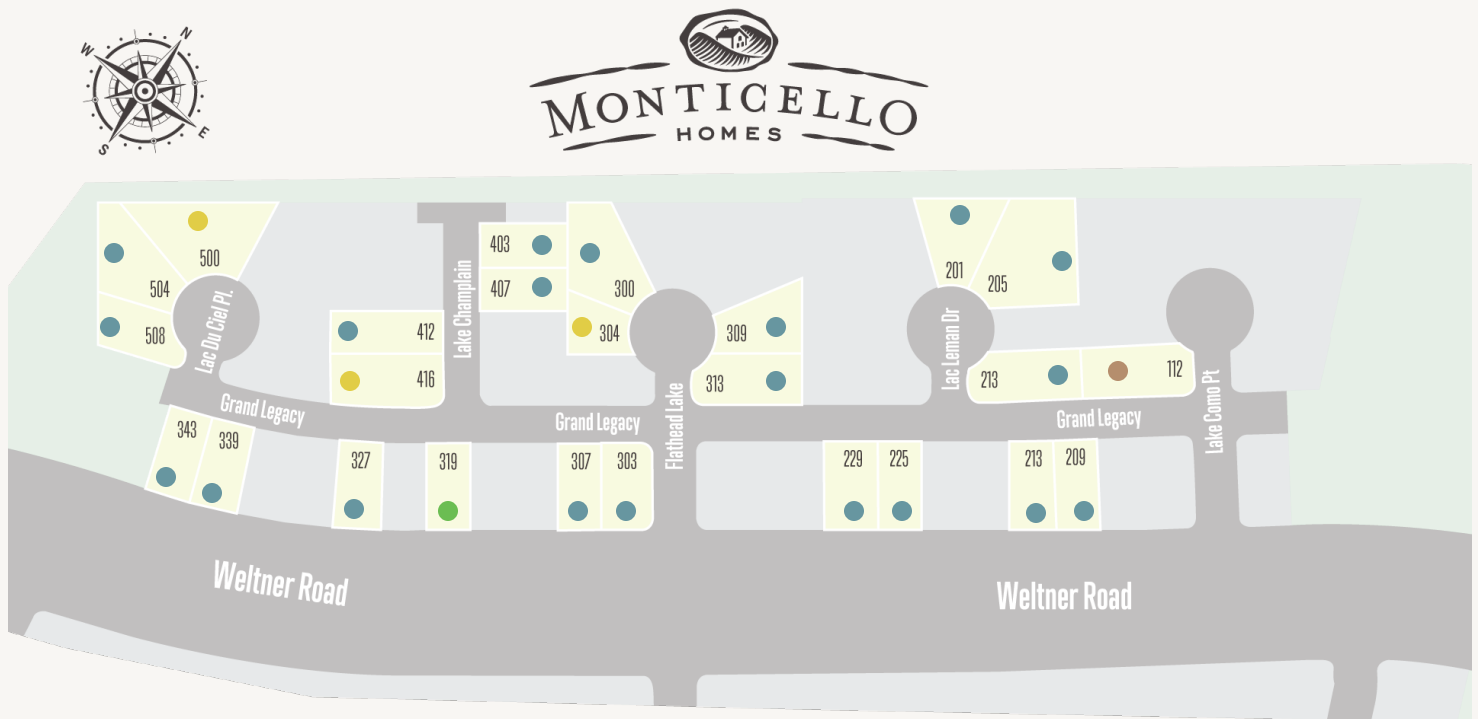 N
W
E
S
MONTICELLO
HOMES
500
504
508
Lac Du Ciel Pl.
403
407
412
416
Lake Champlain
300
304
309
313
201
205
Lac Leman Dr
213
112
Lake Como Pt
Grand Legacy
Grand Legacy
Grand Legacy
Flathead Lake
343
339
327
319
307
303
229
225
213
209
Weltner Road
Weltner Road